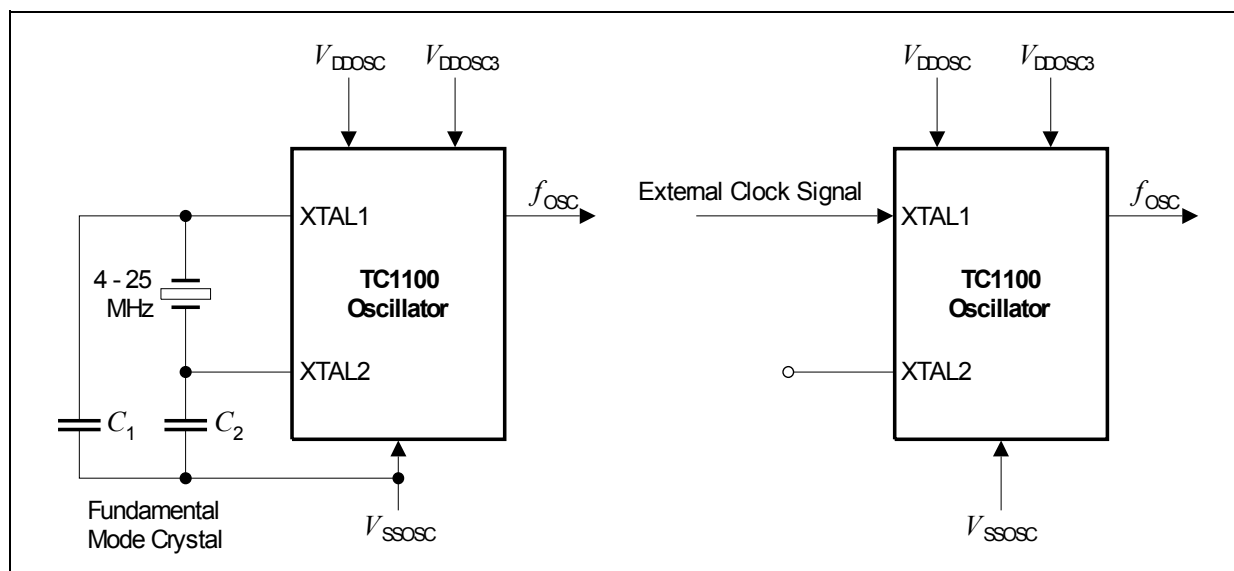 VDDOSC VDDOSC3
XTAL1
fOSC
4 - 25
MHz
TC1100
Oscillator
XTAL2
C1
C2
Fundamental
Mode Crystal
VSSOSC
VDDOSC VDDOSC3
External Clock Signal
XTAL1
fOSC
TC1100
Oscillator
XTAL2
VSSOSC